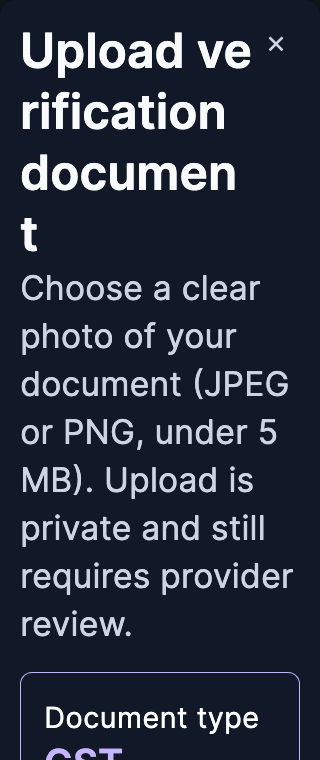 Upload ve
rification
documen
t
Choose a clear
photo of your
document (JPEG
or PNG, under 5
MB). Upload is
private and still
requires provider
review.
Document type
GST